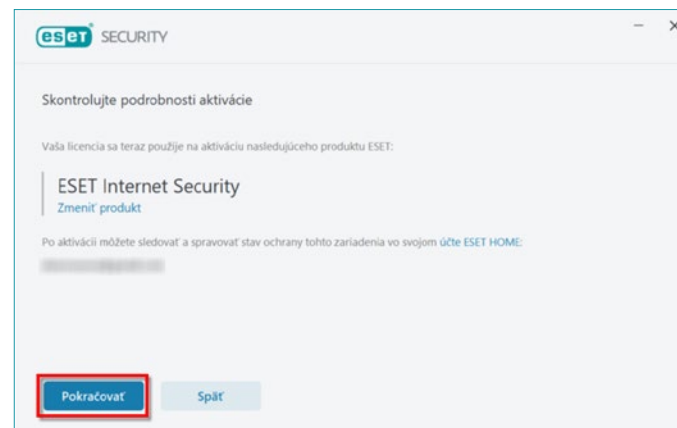 eset SECURITY
Skontrolujte podrobnosti aktivácie
Vaša licencia sa teraz použije na aktiváciu nasledujúceho produktu ESET:
ESET Internet Security
Zmeniť produkt
Po aktivácii môžete sledovať a spravovať stav ochrany tohto zariadenia vo svojom účte ESET HOME:
Pokračovať Späť